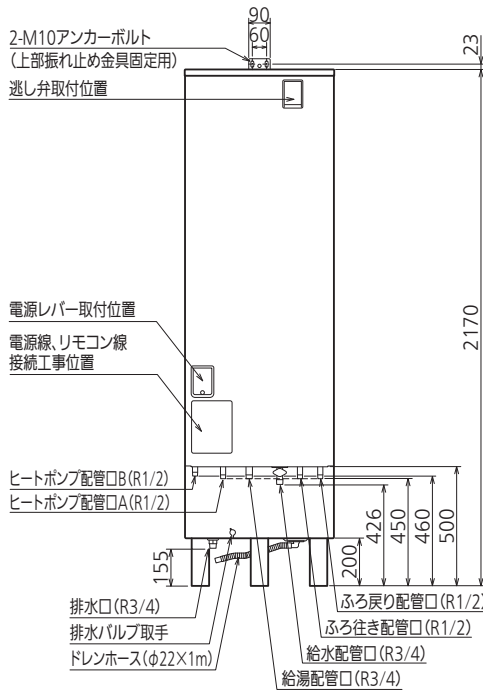 90
60
2-M10アンカーボルト
(上部振れ止め金具固定用)
23
逃し弁取付位置
2170
電源レバー取付位置
電源線、リモコン線
接続工事位置
ヒートポンプ配管口B(R1/2)
ヒートポンプ配管口A(R1/2)
155
200
426
450
460
500
排水口(R3/4)
排水バルブ取手
ドレンホース(φ22×1m)
ふろ戻り配管口(R1/2)
ふろ往き配管口(R1/2)
給水配管口(R3/4)
給湯配管口(R3/4)